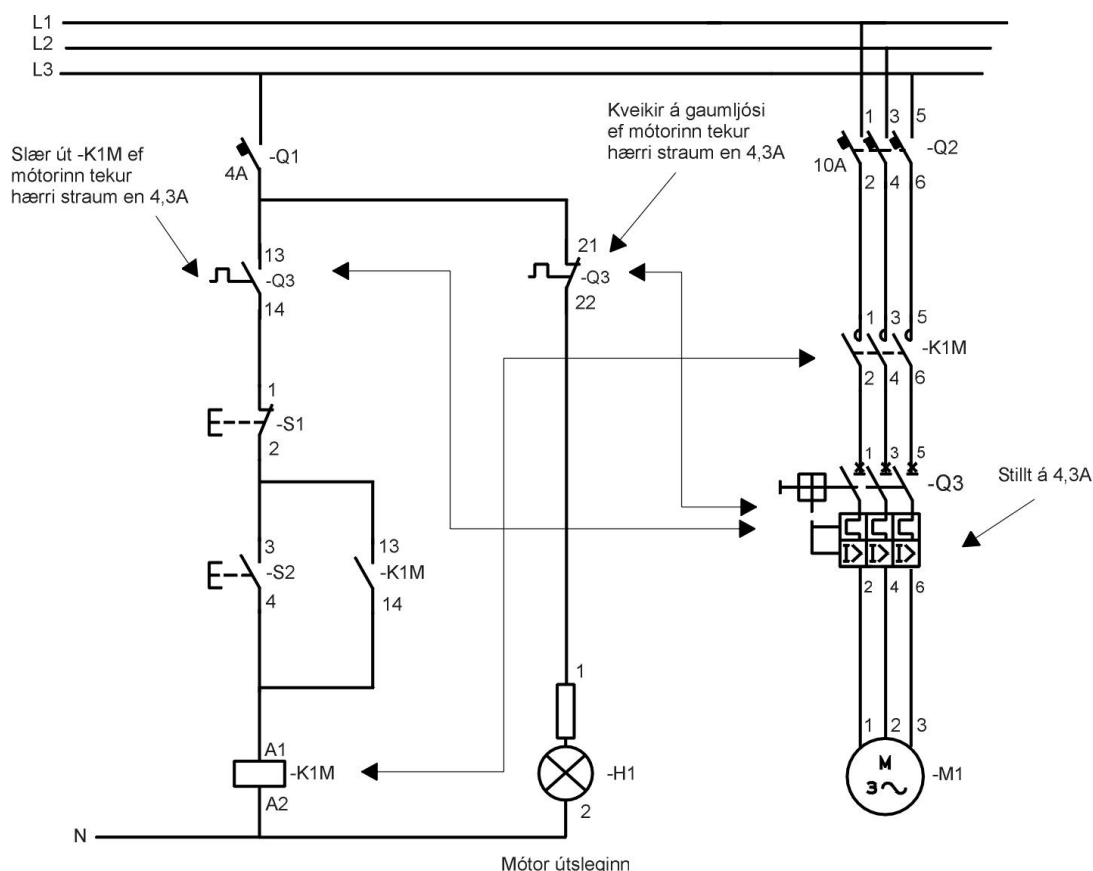 L1
L2
L3
Slær út -K1M ef
mótorinn tekur
hærri straum en 4,3A
-Q1
4A
Kveikir á gaumljósi
ef mótorinn tekur
hærri straum en 4,3A
1 3 5
-Q2
10A
2 4 6
13
-Q3
14
21
-Q3
22
1 3 5
-K1M
2 4 6
1
-S1
2
1 3 5
-Q3
Stillt á 4,3A
I> I> I>
2 4 6
3
-S2
4
13
-K1M
14
1
-H1
2
A1
-K1M
A2
1 2 3
M
3~
-M1
N
Mótor útsleginn